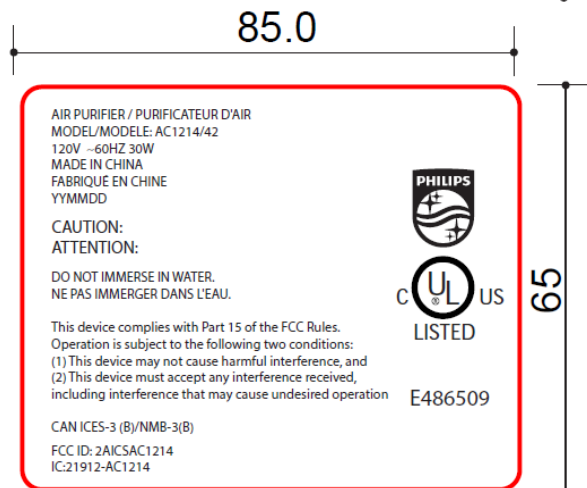 85.0
AIR PURIFIER / PURIFICATEUR D'AIR
MODEL/MODELE: AC1214/42
120V ~60HZ 30W
MADE IN CHINA
FABRIQUÉ EN CHINE
YYMMDD
CAUTION:
ATTENTION:
DO NOT IMMERSE IN WATER.
NE PAS IMMERGER DANS L'EAU.
This device complies with Part 15 of the FCC Rules.
Operation is subject to the following two conditions:
(1) This device may not cause harmful interference, and
(2) This device must accept any interference received,
including interference that may cause undesired operation
CAN ICES-3 (B)/NMB-3(B)
FCC ID: 2AICSAC1214
IC:21912-AC1214
PHILIPS
C UL® US
LISTED
E486509
65